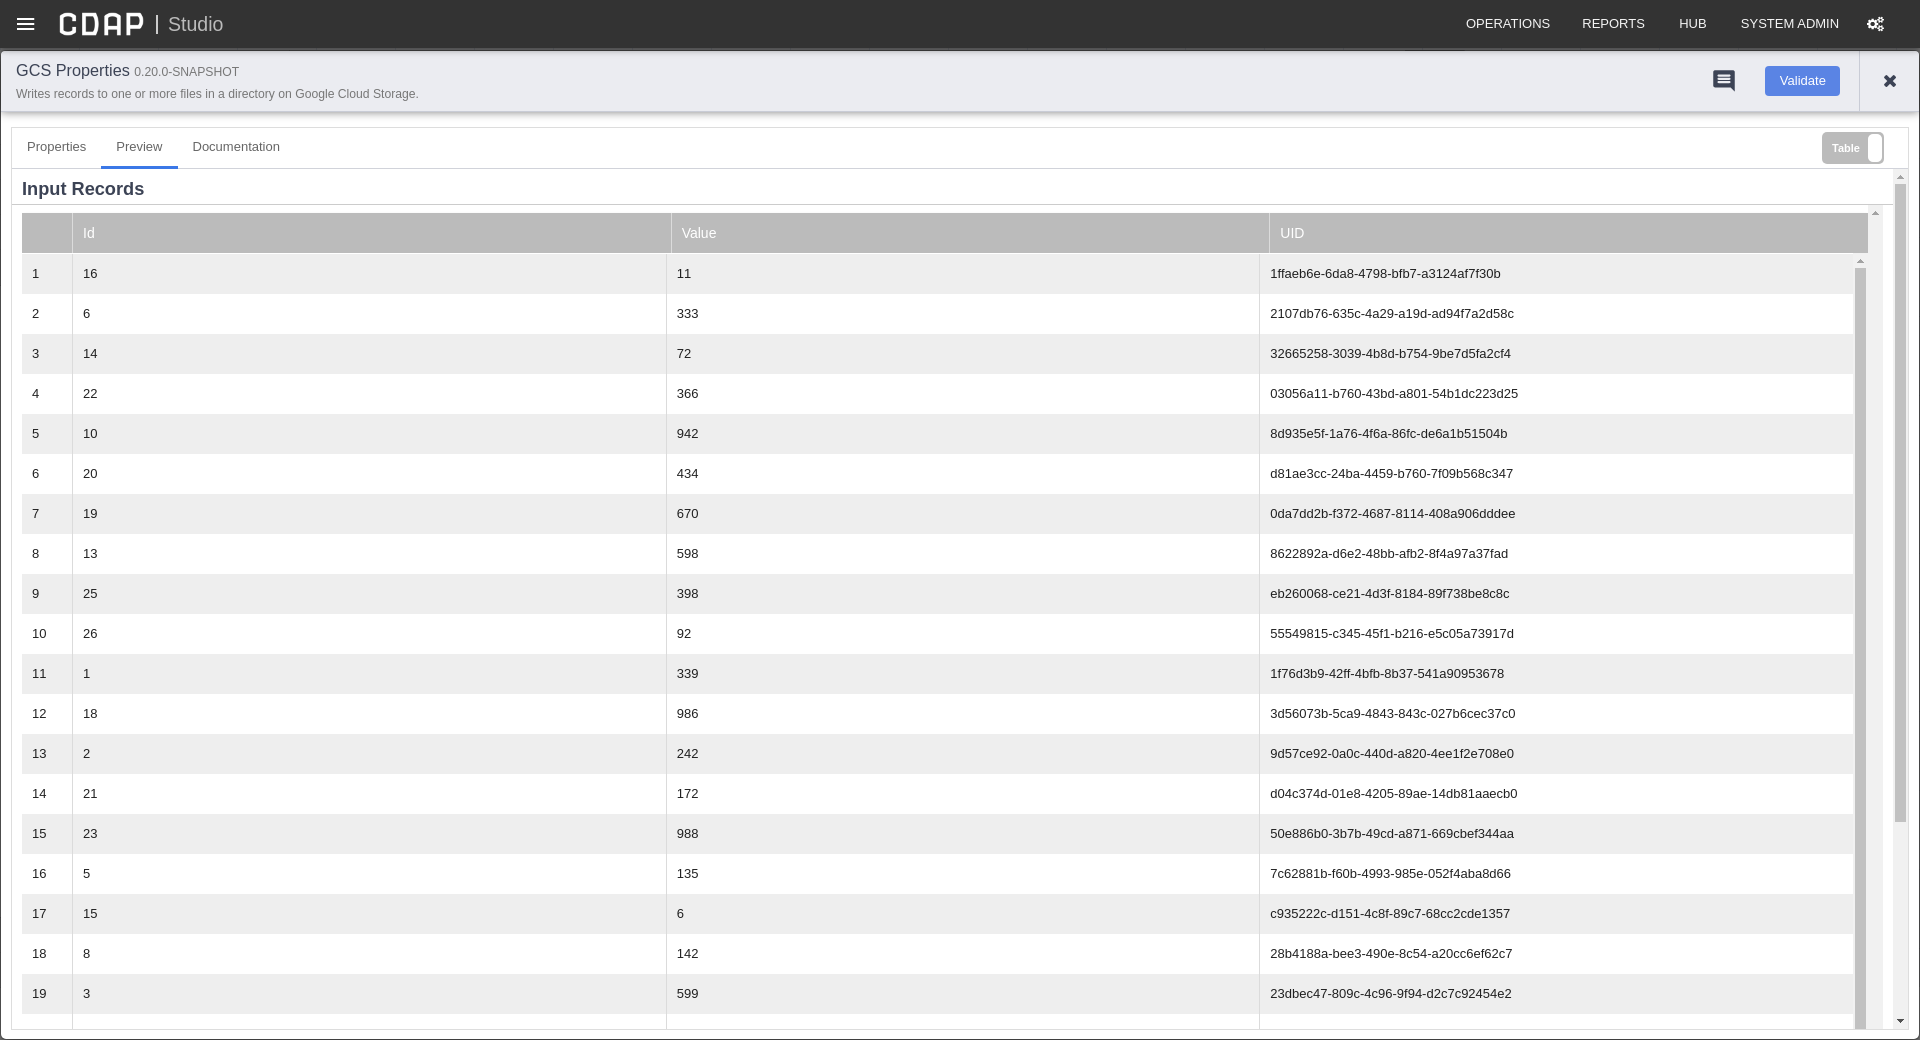 CDAP | Studio OPERATIONS REPORTS HUB SYSTEM ADMIN
GCS Properties 0.20.0-SNAPSHOT
Writes records to one or more files in a directory on Google Cloud Storage.
Validate
Properties Preview Documentation Table
Input Records
Id Value UID
1 16 11 1ffaeb6e-6da8-4798-bfb7-a3124af7f30b
2 6 333 2107db76-635c-4a29-a19d-ad94f7a2d58c
3 14 72 32665258-3039-4b8d-b754-9be7d5fa2cf4
4 22 366 03056a11-b760-43bd-a801-54b1dc223d25
5 10 942 8d935e5f-1a76-4f6a-86fc-de6a1b51504b
6 20 434 d81ae3cc-24ba-4459-b760-7f09b568c347
7 19 670 0da7dd2b-f372-4687-8114-408a906dddee
8 13 598 8622892a-d6e2-48bb-afb2-8f4a97a37fad
9 25 398 eb260068-ce21-4d3f-8184-89f738be8c8c
10 26 92 55549815-c345-45f1-b216-e5c05a73917d
11 1 339 1f76d3b9-42ff-4bfb-8b37-541a90953678
12 18 986 3d56073b-5ca9-4843-843c-027b6cec37c0
13 2 242 9d57ce92-0a0c-440d-a820-4ee1f2e708e0
14 21 172 d04c374d-01e8-4205-89ae-14db81aaecb0
15 23 988 50e886b0-3b7b-49cd-a871-669cbef344aa
16 5 135 7c62881b-f60b-4993-985e-052f4aba8d66
17 15 6 c935222c-d151-4c8f-89c7-68cc2cde1357
18 8 142 28b4188a-bee3-490e-8c54-a20cc6ef62c7
19 3 599 23dbec47-809c-4c96-9f94-d2c7c92454e2